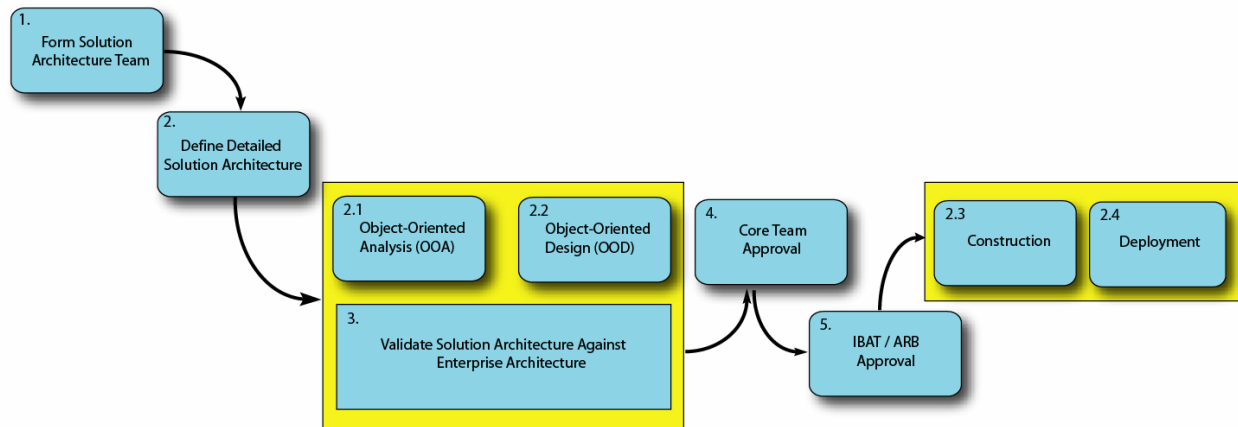 1.
Form Solution
Architecture Team
2.
Define Detailed
Solution Architecture
2.1
Object-Oriented
Analysis (OOA)
2.2
Object-Oriented
Design (OOD)
3.
Validate Solution Architecture Against
Enterprise Architecture
4.
Core Team
Approval
5.
IBAT / ARB
Approval
2.3
Construction
2.4
Deployment